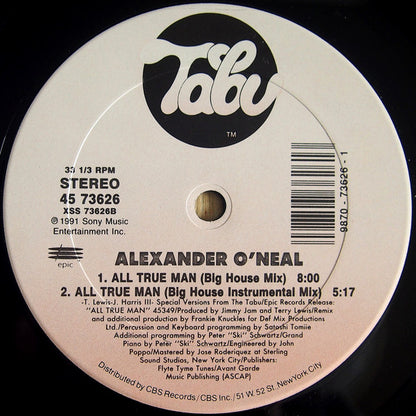 Tabu
TM
33 1/3 RPM
STEREO
45 73626
XSS 73626B
℗ 1991 Sony Music
Entertainment Inc.
epic
9870 - 73626 - 1
ALEXANDER O'NEAL
1. ALL TRUE MAN (Big House Mix) 8:00
2. ALL TRUE MAN (Big House Instrumental Mix) 5:17
-T. Lewis-J. Harris III- Special Versions From The Tabu/Epic Records Release:
"ALL TRUE MAN" 45349/Produced by Jimmy Jam and Terry Lewis/Remix
and additional production by Frankie Knuckles for Def Mix Productions
Ltd./Percussion and Keyboard programming by Satoshi Tomiie
Additional programming by Peter "Ski" Schwartz/Grand
Piano by Peter "Ski" Schwartz/Engineered by John
Poppo/Mastered by Jose Roderiquez at Sterling
Sound Studios, New York City/Publishers:
Flyte Tyme Tunes/Avant Garde
Music Publishing (ASCAP)
Distributed by CBS Records / CBS Inc. / 51 W. 52 St. New York City